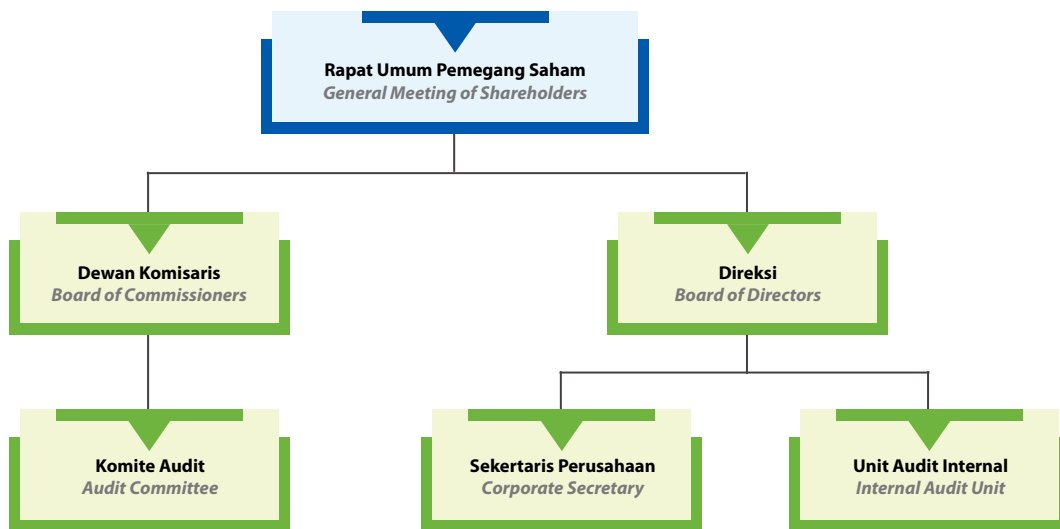 Rapat Umum Pemegang Saham
General Meeting of Shareholders
Dewan Komisaris
Board of Commissioners
Direksi
Board of Directors
Komite Audit
Audit Committee
Sekertaris Perusahaan
Corporate Secretary
Unit Audit Internal
Internal Audit Unit